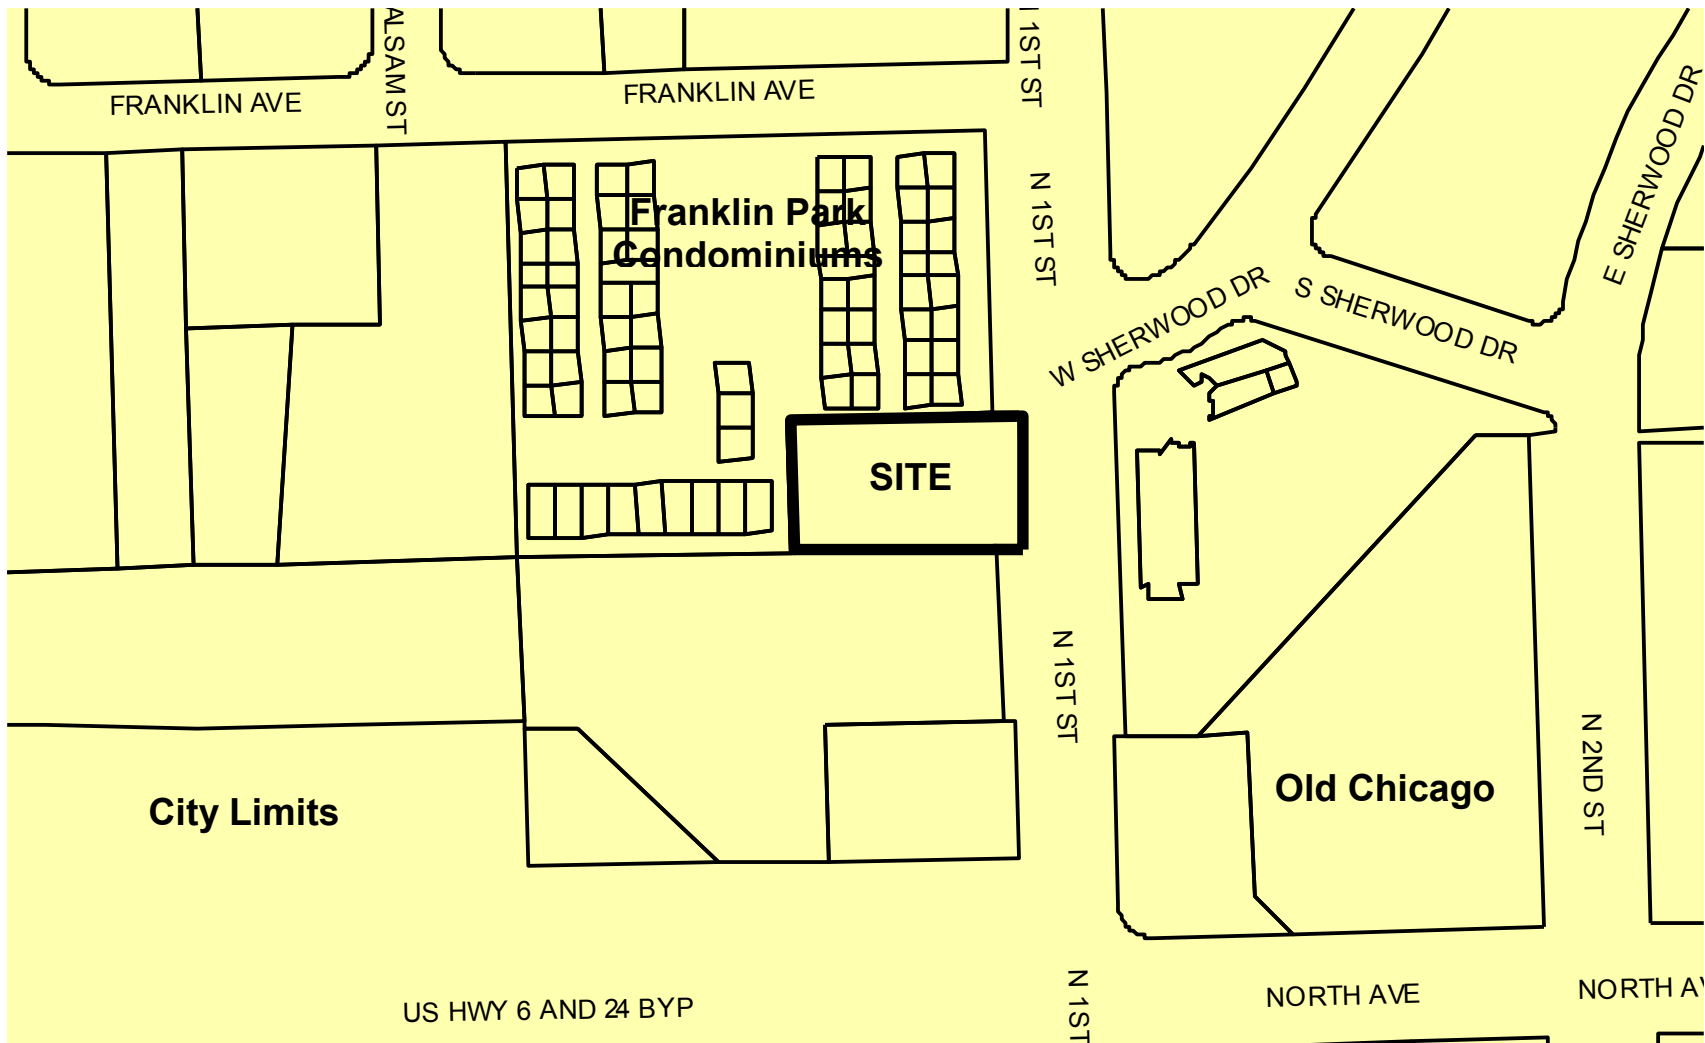 ALSAM ST
N 1ST ST
FRANKLIN AVE
FRANKLIN AVE
E SHERWOOD DR
N 1ST ST
Franklin Park
Condominiums
W SHERWOOD DR
S SHERWOOD DR
SITE
N 1ST ST
N 2ND ST
City Limits
Old Chicago
US HWY 6 AND 24 BYP
N 1ST
NORTH AVE
NORTH AV